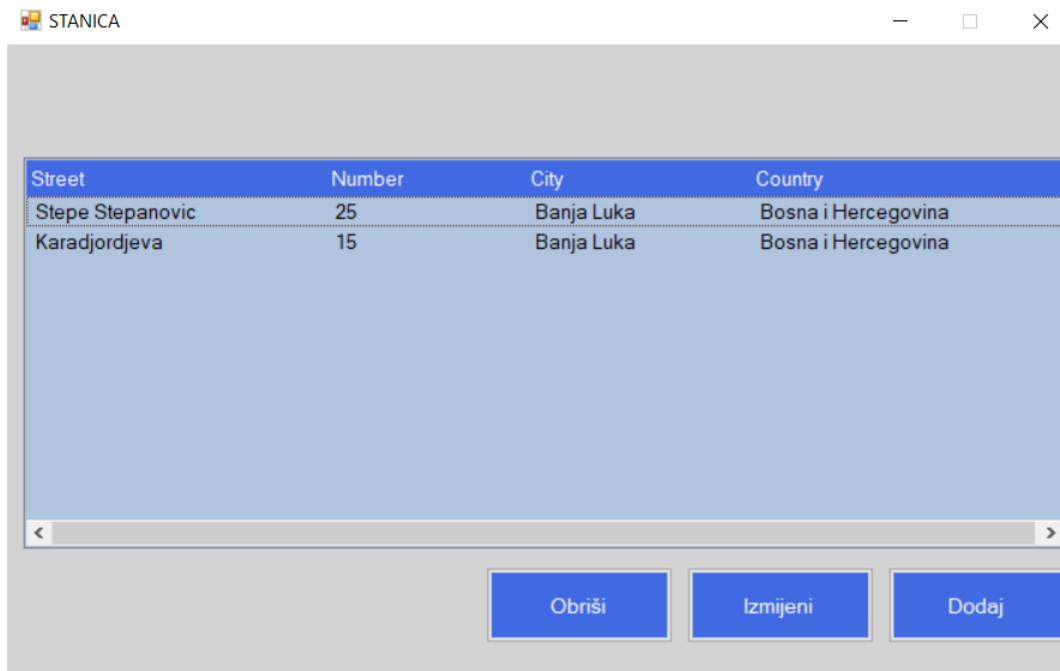 STANICA
Street Number City Country
Stepe Stepanovic 25 Banja Luka Bosna i Hercegovina
Karadjordjeva 15 Banja Luka Bosna i Hercegovina
Obriši Izmijeni Dodaj